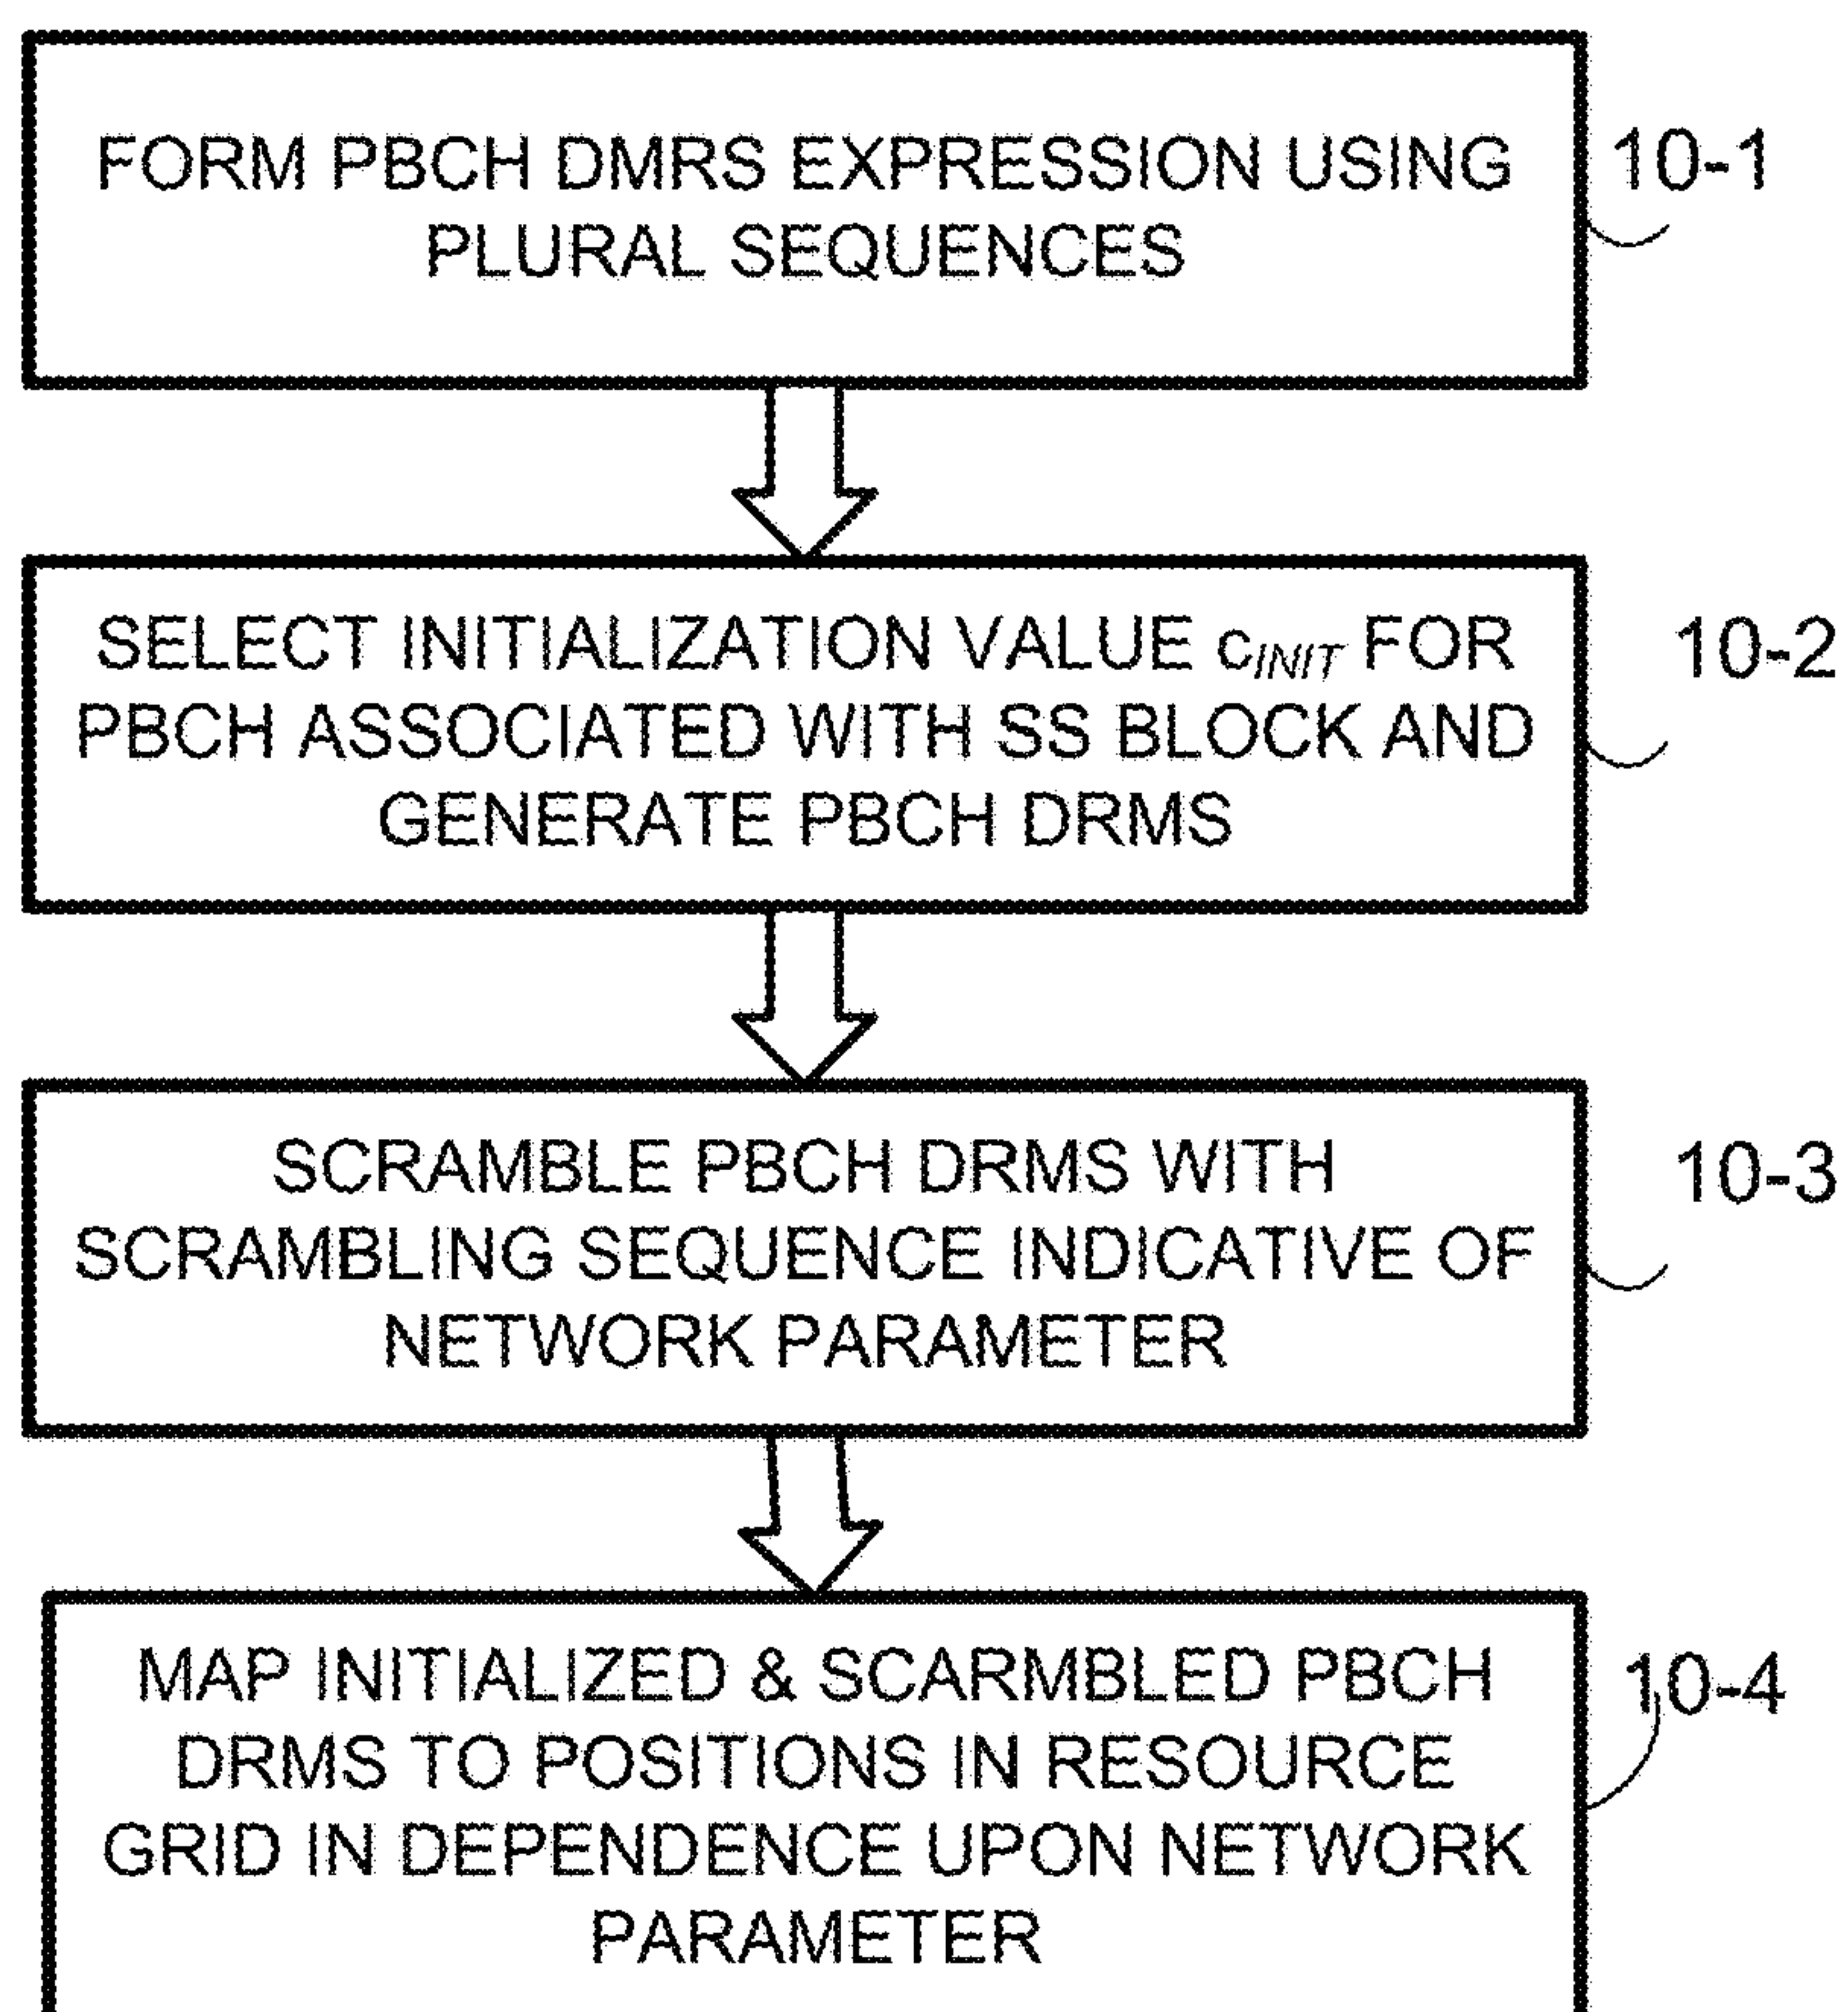 FORM PBCH DMRS EXPRESSION USING
PLURAL SEQUENCES
10-1
SELECT INITIALIZATION VALUE cINIT FOR
PBCH ASSOCIATED WITH SS BLOCK AND
GENERATE PBCH DRMS
10-2
SCRAMBLE PBCH DRMS WITH
SCRAMBLING SEQUENCE INDICATIVE OF
NETWORK PARAMETER
10-3
MAP INITIALIZED & SCARMBLED PBCH
DRMS TO POSITIONS IN RESOURCE
GRID IN DEPENDENCE UPON NETWORK
PARAMETER
10-4